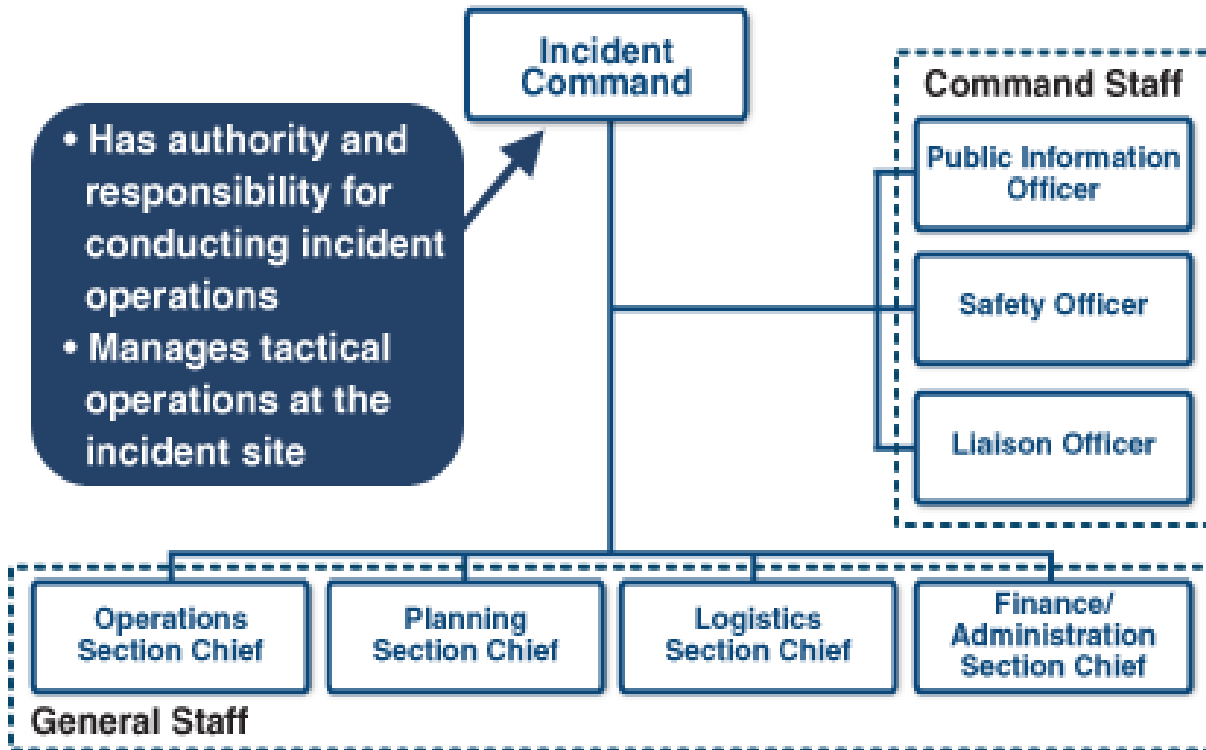 Incident
Command
Command Staff
Public Information
Officer
Safety Officer
Liaison Officer
• Has authority and
responsibility for
conducting incident
operations
• Manages tactical
operations at the
incident site
Operations
Section Chief
Planning
Section Chief
Logistics
Section Chief
Finance/
Administration
Section Chief
General Staff